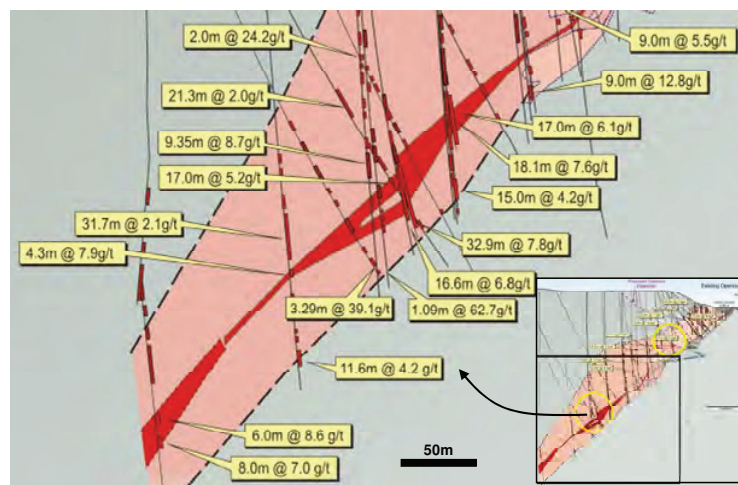 2.0m @ 24.2g/t
9.0m @ 5.5g/t
21.3m @ 2.0g/t
9.0m @ 12.8g/t
9.35m @ 8.7g/t
17.0m @ 6.1g/t
17.0m @ 5.2g/t
18.1m @ 7.6g/t
15.0m @ 4.2g/t
31.7m @ 2.1g/t
4.3m @ 7.9g/t
32.9m @ 7.8g/t
16.6m @ 6.8g/t
3.29m @ 39.1g/t
1.09m @ 62.7g/t
11.6m @ 4.2 g/t
6.0m @ 8.6 g/t
8.0m @ 7.0 g/t
50m
Existing